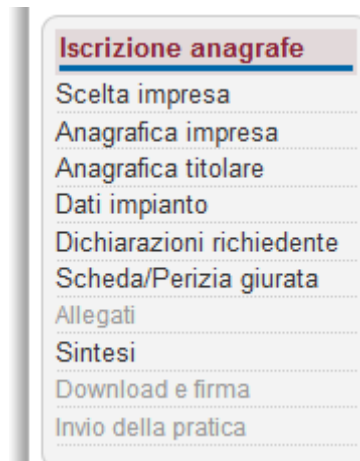 Iscrizione anagrafe
Scelta impresa
Anagrafica impresa
Anagrafica titolare
Dati impianto
Dichiarazioni richiedente
Scheda/Perizia giurata
Allegati
Sintesi
Download e firma
Invio della pratica